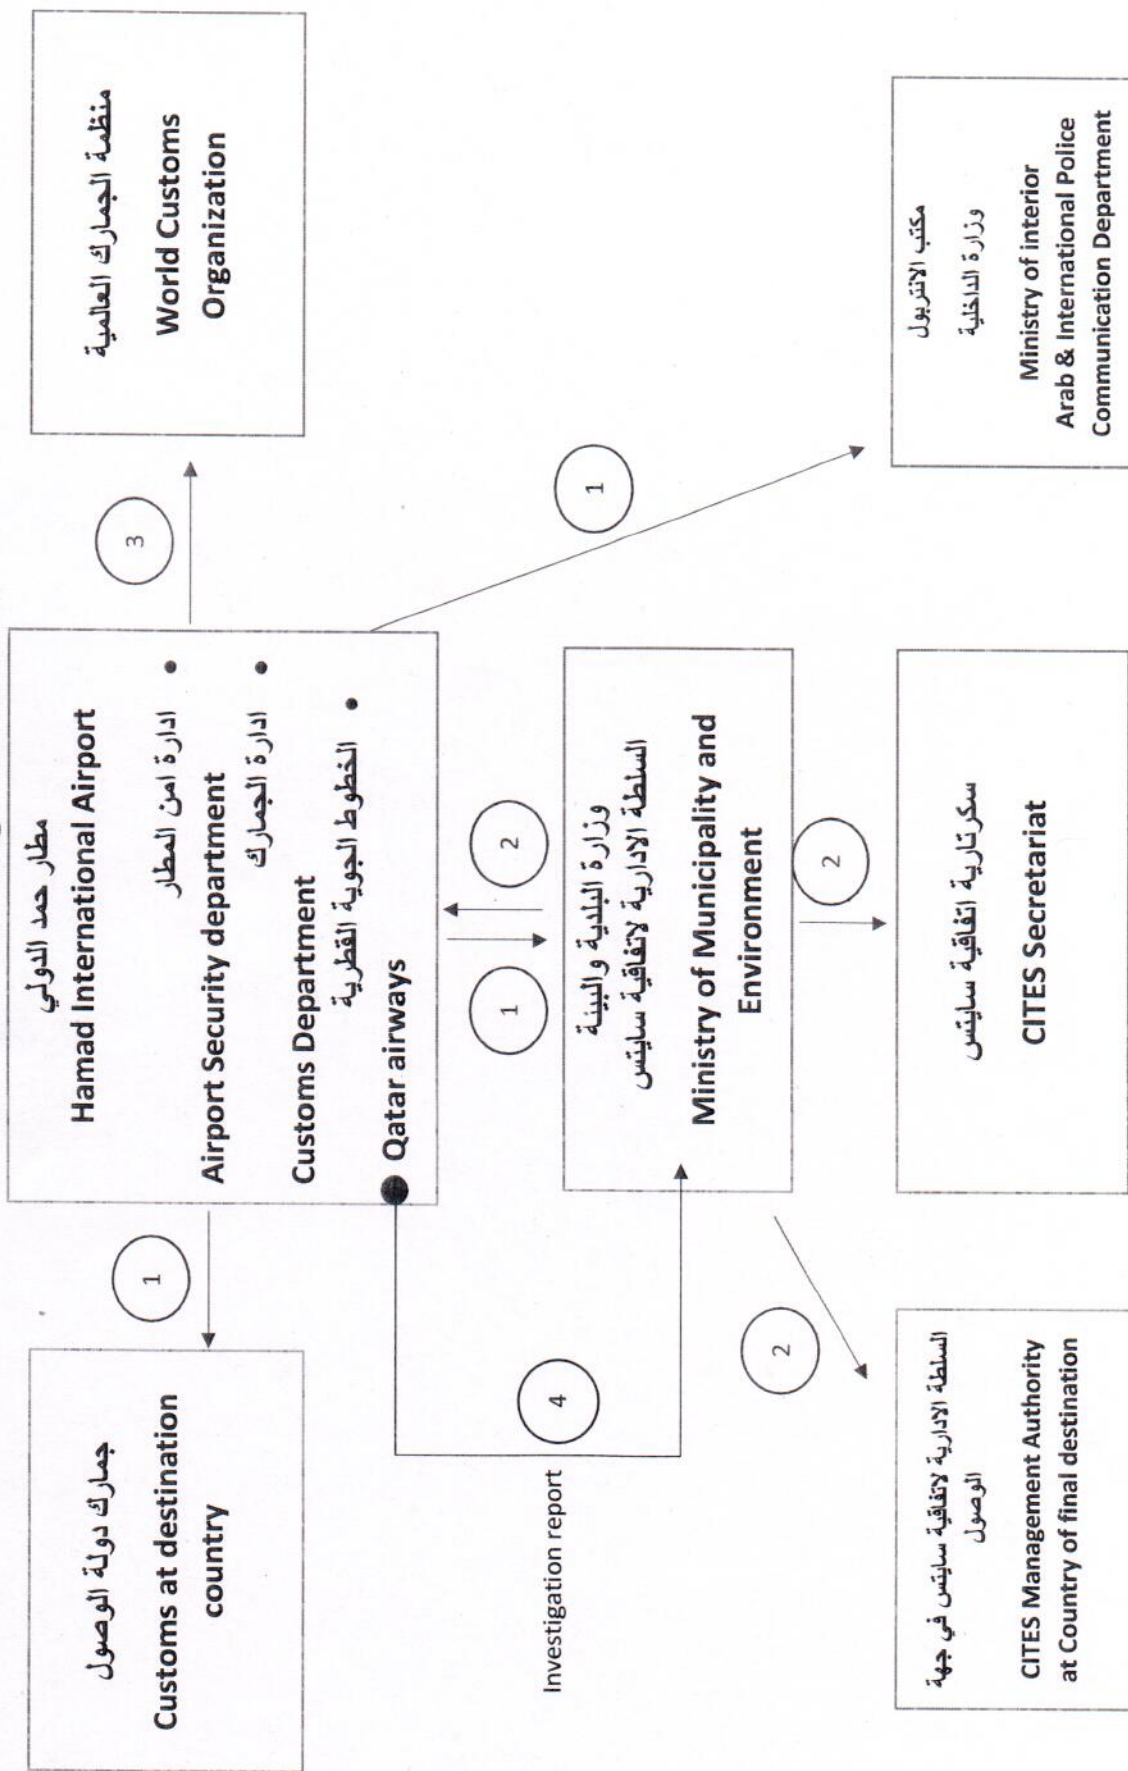 جمارك دولة الوصول
Customs at destination
country
1
مطار حمد الدولي
Hamad International Airport
ادارة امن المطار •
Airport Security department
ادارة الجمارك •
Customs Department
الخطوط الجوية القطرية •
● Qatar airways
3
منظمة الجمارك العالمية
World Customs
Organization
Investigation report
4
1
2
1
وزارة البلدية والبيئة
السلطة الادارية لاتفاقية سايتس
Ministry of Municipality and
Environment
2
2
السلطة الادارية لاتفاقية سايتس في جهة
الوصول
CITES Management Authority
at Country of final destination
سكرتارية اتفاقية سايتس
CITES Secretariat
مكتب الانتربول
وزارة الداخلية
Ministry of interior
Arab & International Police
Communication Department